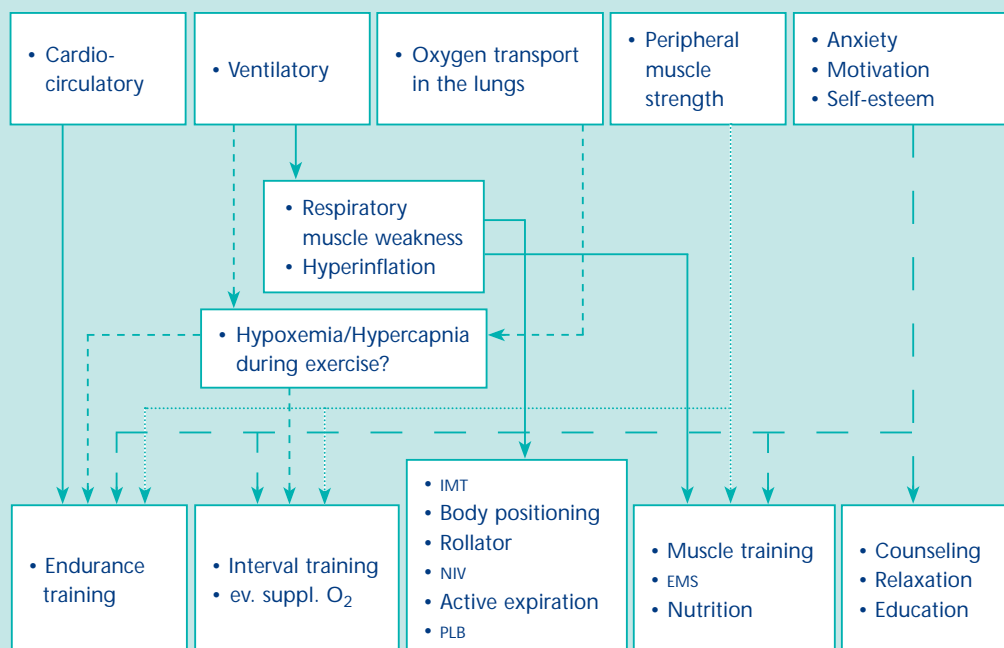 • Cardio-
circulatory
• Ventilatory
• Oxygen transport
in the lungs
• Peripheral
muscle
strength
• Anxiety
• Motivation
• Self-esteem
• Respiratory
muscle weakness
• Hyperinflation
• Hypoxemia/Hypercapnia
during exercise?
• Endurance
training
• Interval training
• ev. suppl. O₂
• IMT
• Body positioning
• Rollator
• NIV
• Active expiration
• PLB
• Muscle training
• EMS
• Nutrition
• Counseling
• Relaxation
• Education